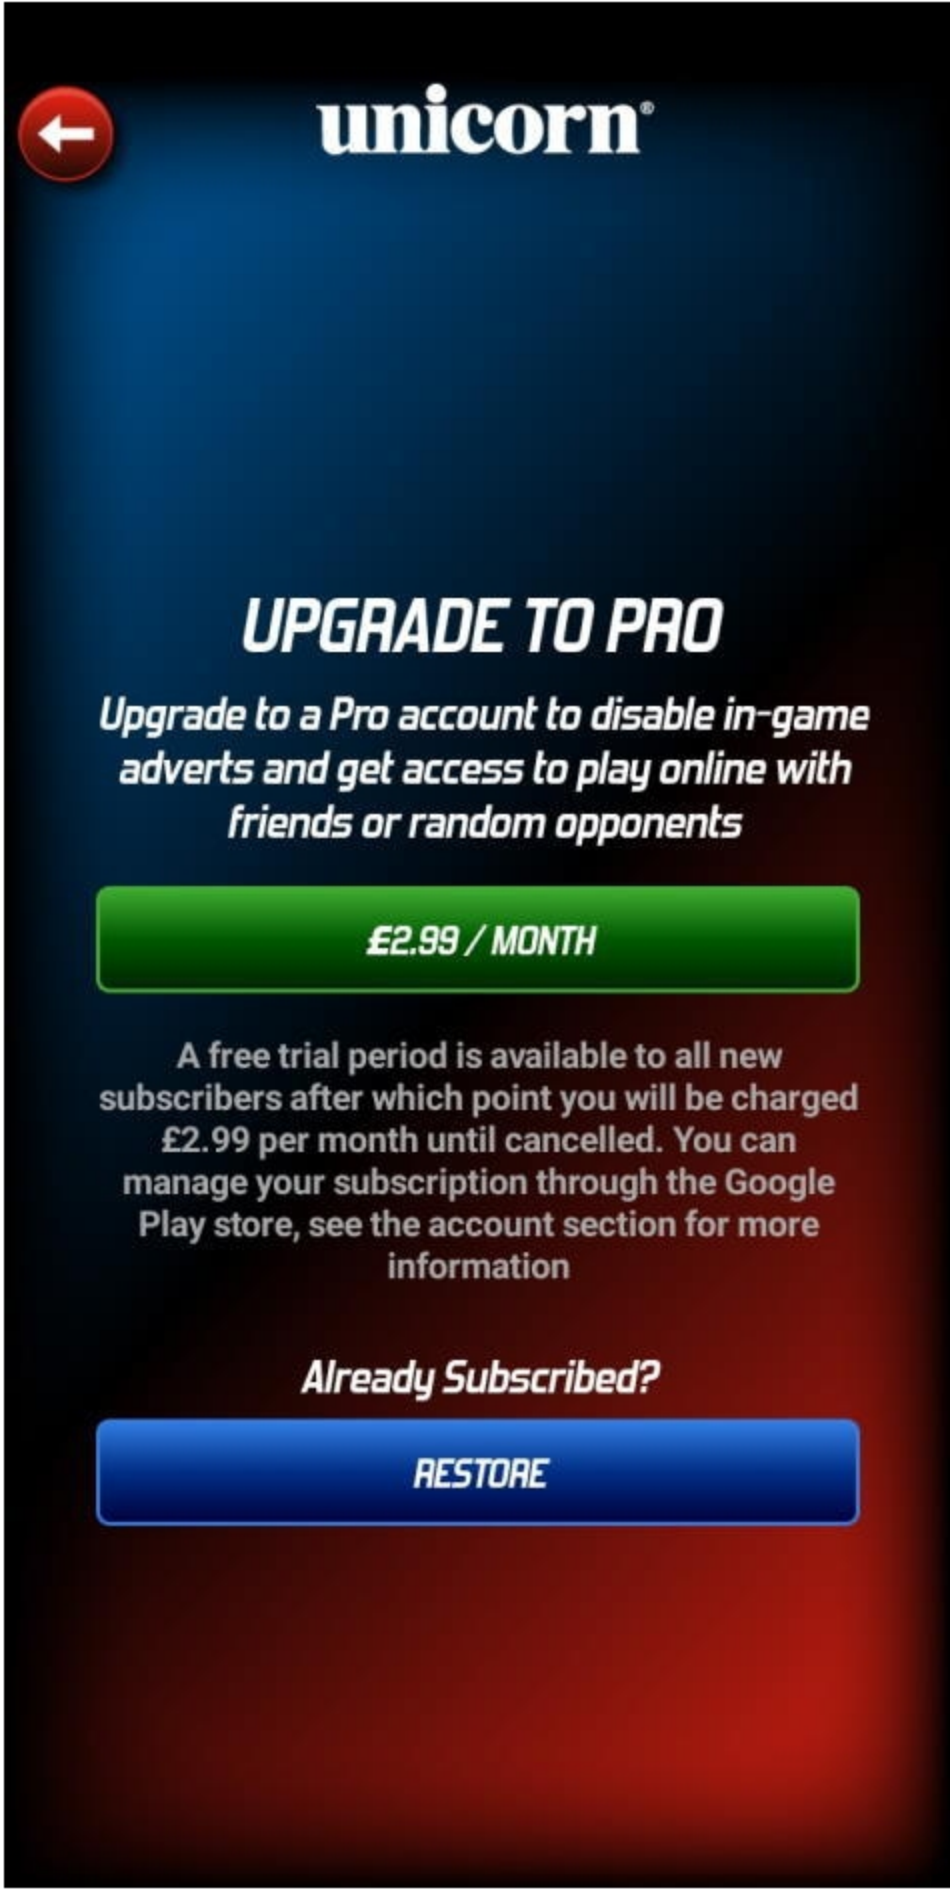 unicorn®
UPGRADE TO PRO
Upgrade to a Pro account to disable in-game
adverts and get access to play online with
friends or random opponents
£2.99 / MONTH
A free trial period is available to all new
subscribers after which point you will be charged
£2.99 per month until cancelled. You can
manage your subscription through the Google
Play store, see the account section for more
information
Already Subscribed?
RESTORE